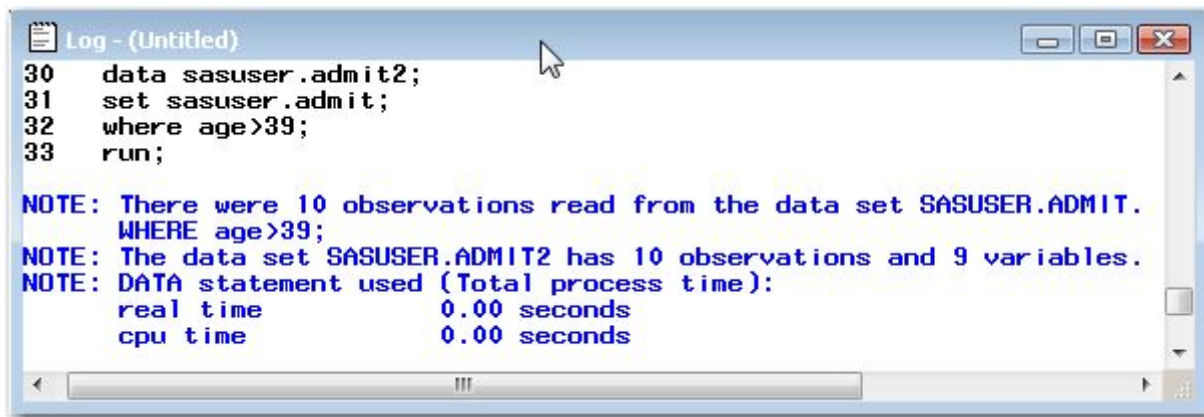 Log - (Untitled)
30 data sasuser.admit2;
31 set sasuser.admit;
32 where age>39;
33 run;
NOTE: There were 10 observations read from the data set SASUSER.ADMIT.
WHERE age>39;
NOTE: The data set SASUSER.ADMIT2 has 10 observations and 9 variables.
NOTE: DATA statement used (Total process time):
real time 0.00 seconds
cpu time 0.00 seconds